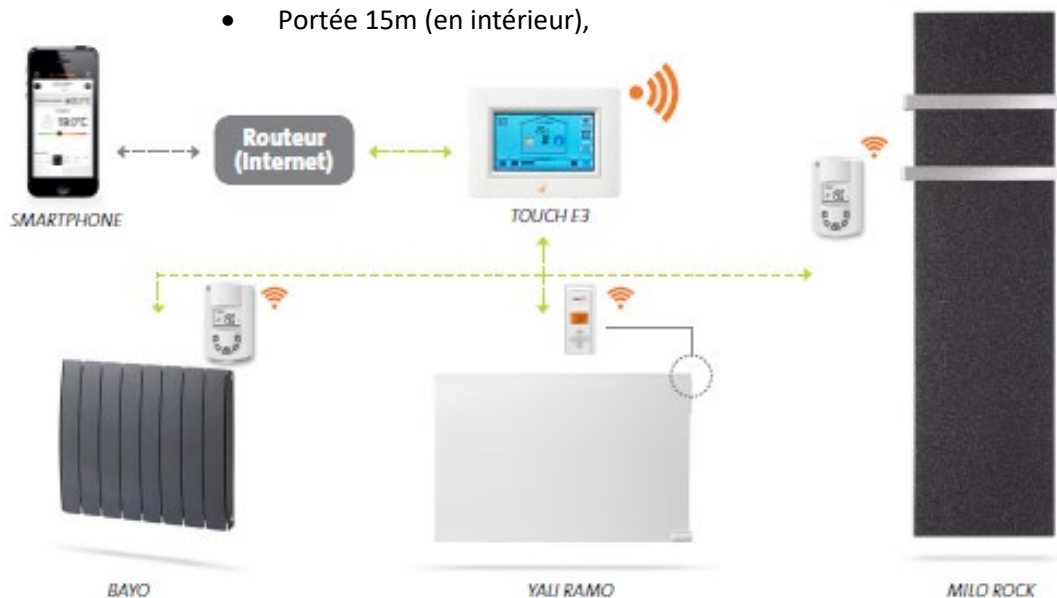 • Portée 15m (en intérieur),
Routeur
(Internet)
SMARTPHONE
TOUCH E3
BAYO
YALI RAMO
MILO ROCK